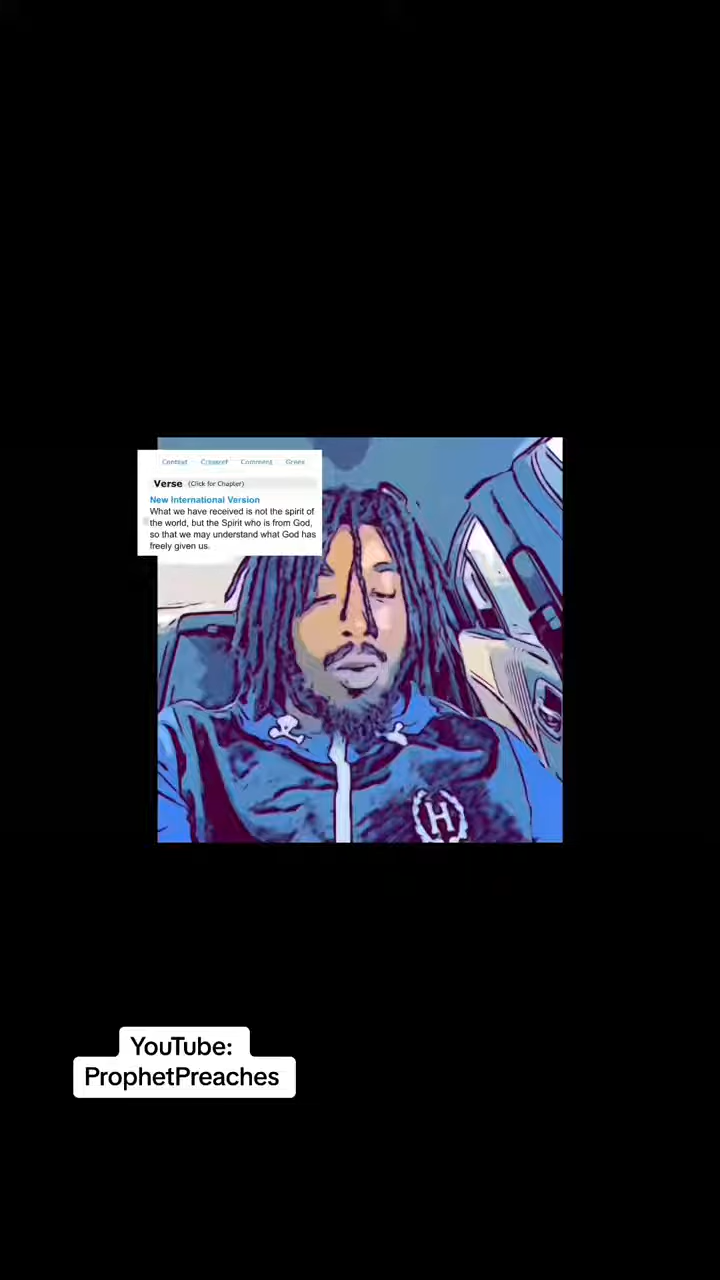 Context Crossref Comment Greek
Verse (Click for Chapter)
New International Version
What we have received is not the spirit of
the world, but the Spirit who is from God,
so that we may understand what God has
freely given us.
H
YouTube:
ProphetPreaches